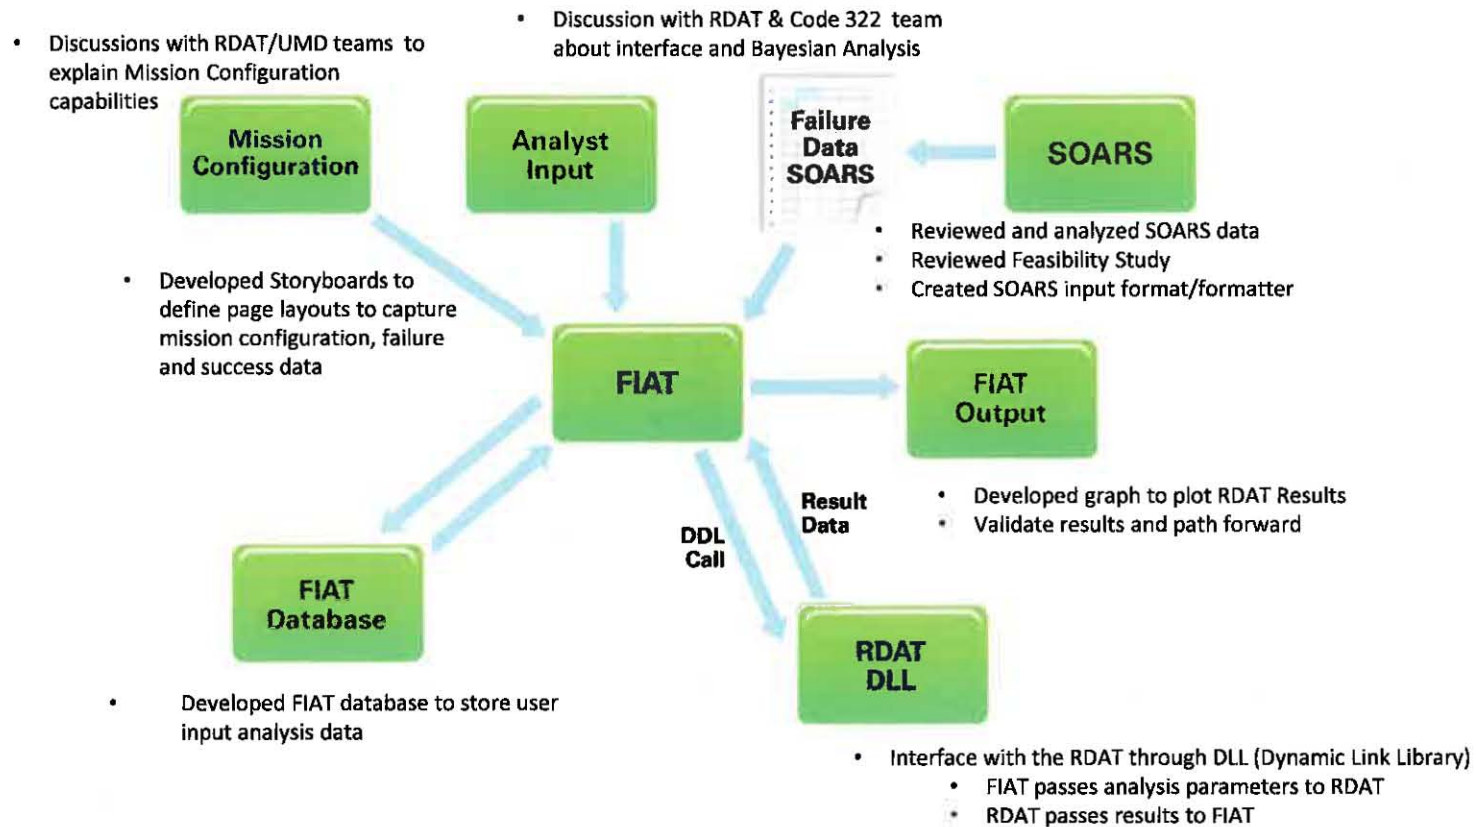 • Discussion with RDAT & Code 322 team
about interface and Bayesian Analysis
• Discussions with RDAT/UMD teams to
explain Mission Configuration
capabilities
Mission
Configuration
Analyst
Input
Failure
Data
SOARS
SOARS
• Reviewed and analyzed SOARS data
• Reviewed Feasibility Study
• Created SOARS input format/formatter
• Developed Storyboards to
define page layouts to capture
mission configuration, failure
and success data
FIAT
FIAT
Output
• Developed graph to plot RDAT Results
• Validate results and path forward
Result
Data
DDL
Call
FIAT
Database
RDAT
DLL
• Developed FIAT database to store user
input analysis data
• Interface with the RDAT through DLL (Dynamic Link Library)
• FIAT passes analysis parameters to RDAT
• RDAT passes results to FIAT